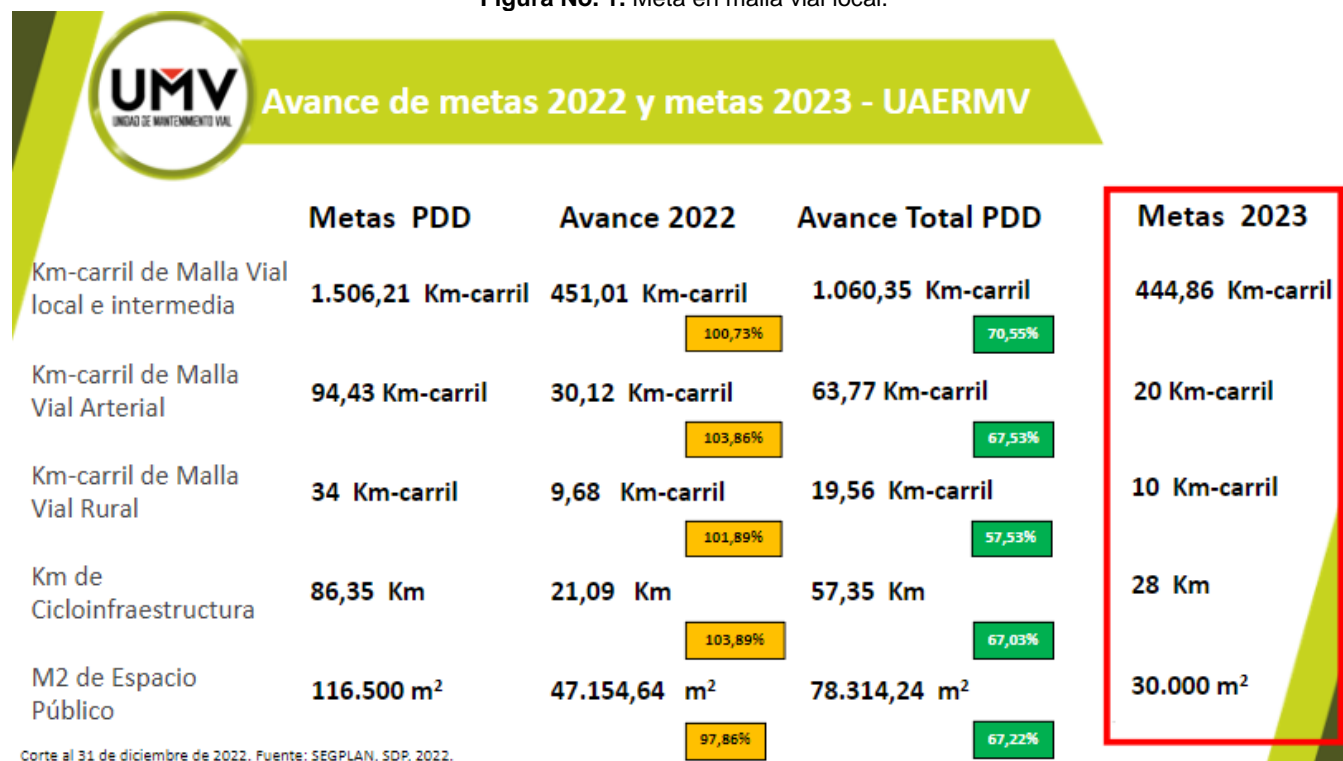 Figura No. 1. Meta en malla vial local.
UMV
UNIDAD DE MANTENIMIENTO VIAL
Avance de metas 2022 y metas 2023 - UAERMV
Metas PDD Avance 2022 Avance Total PDD Metas 2023
Km-carril de Malla Vial
local e intermedia
1.506,21 Km-carril 451,01 Km-carril 1.060,35 Km-carril 444,86 Km-carril
100,73% 70,55%
Km-carril de Malla
Vial Arterial
94,43 Km-carril 30,12 Km-carril 63,77 Km-carril 20 Km-carril
103,86% 67,53%
Km-carril de Malla
Vial Rural
34 Km-carril 9,68 Km-carril 19,56 Km-carril 10 Km-carril
101,89% 57,53%
Km de
Cicloinfraestructura
86,35 Km 21,09 Km 57,35 Km 28 Km
103,89% 67,03%
M2 de Espacio
Público
116.500 m² 47.154,64 m² 78.314,24 m² 30.000 m²
97,86% 67,22%
Corte al 31 de diciembre de 2022. Fuente: SEGPLAN. SDP. 2022.